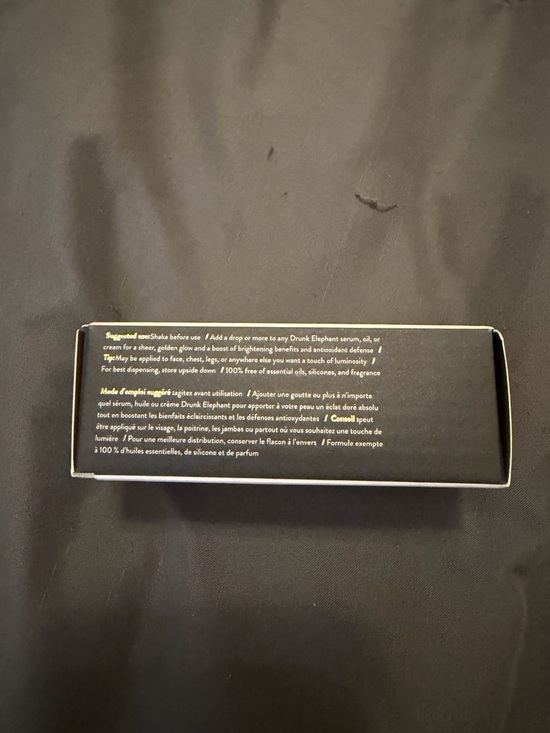 Suggested use:Shake before use / Add a drop or more to any Drunk Elephant serum, oil, or
cream for a sheer, golden glow and a boost of brightening benefits and antioxidant defense /
Tip:May be applied to face, chest, legs, or anywhere else you want a touch of luminosity /
For best dispensing, store upside down / 100% free of essential oils, silicones, and fragrance
Mode d'emploi suggéré :agitez avant utilisation / Ajouter une goutte ou plus à n'importe
quel sérum, huile ou crème Drunk Elephant pour apporter à votre peau un éclat doré absolu
tout en boostant les bienfaits éclaircissants et les défenses antioxydantes / Conseil :peut
être appliqué sur le visage, la poitrine, les jambes ou partout où vous souhaitez une touche de
lumière / Pour une meilleure distribution, conserver le flacon à l'envers / Formule exempte
à 100 % d'huiles essentielles, de silicone et de parfum